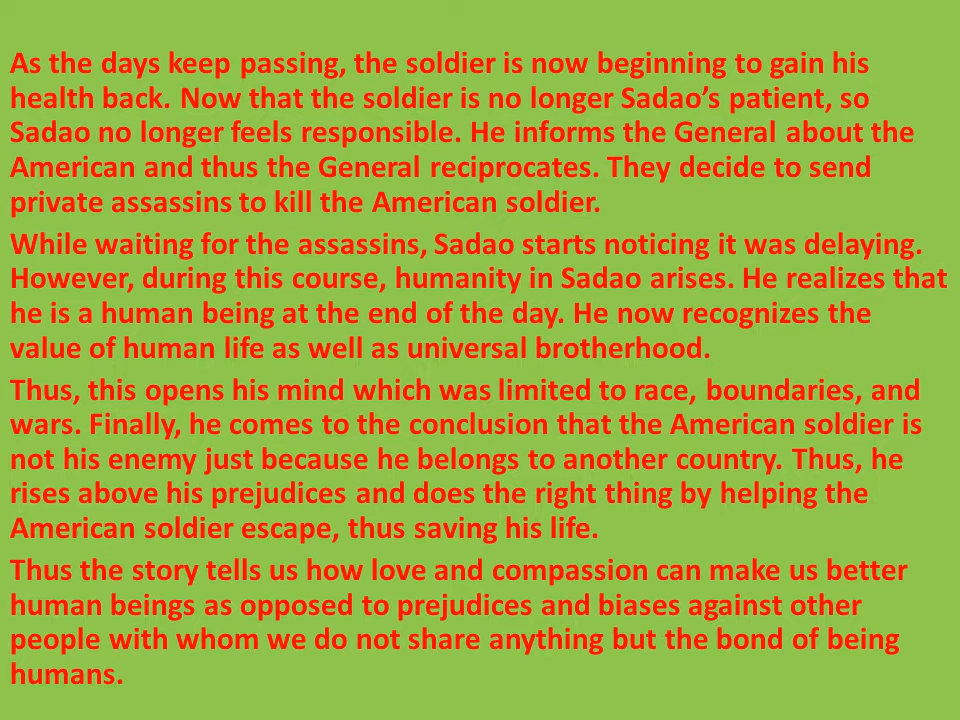 As the days keep passing, the soldier is now beginning to gain his
health back. Now that the soldier is no longer Sadao’s patient, so
Sadao no longer feels responsible. He informs the General about the
American and thus the General reciprocates. They decide to send
private assassins to kill the American soldier.
While waiting for the assassins, Sadao starts noticing it was delaying.
However, during this course, humanity in Sadao arises. He realizes that
he is a human being at the end of the day. He now recognizes the
value of human life as well as universal brotherhood.
Thus, this opens his mind which was limited to race, boundaries, and
wars. Finally, he comes to the conclusion that the American soldier is
not his enemy just because he belongs to another country. Thus, he
rises above his prejudices and does the right thing by helping the
American soldier escape, thus saving his life.
Thus the story tells us how love and compassion can make us better
human beings as opposed to prejudices and biases against other
people with whom we do not share anything but the bond of being
humans.